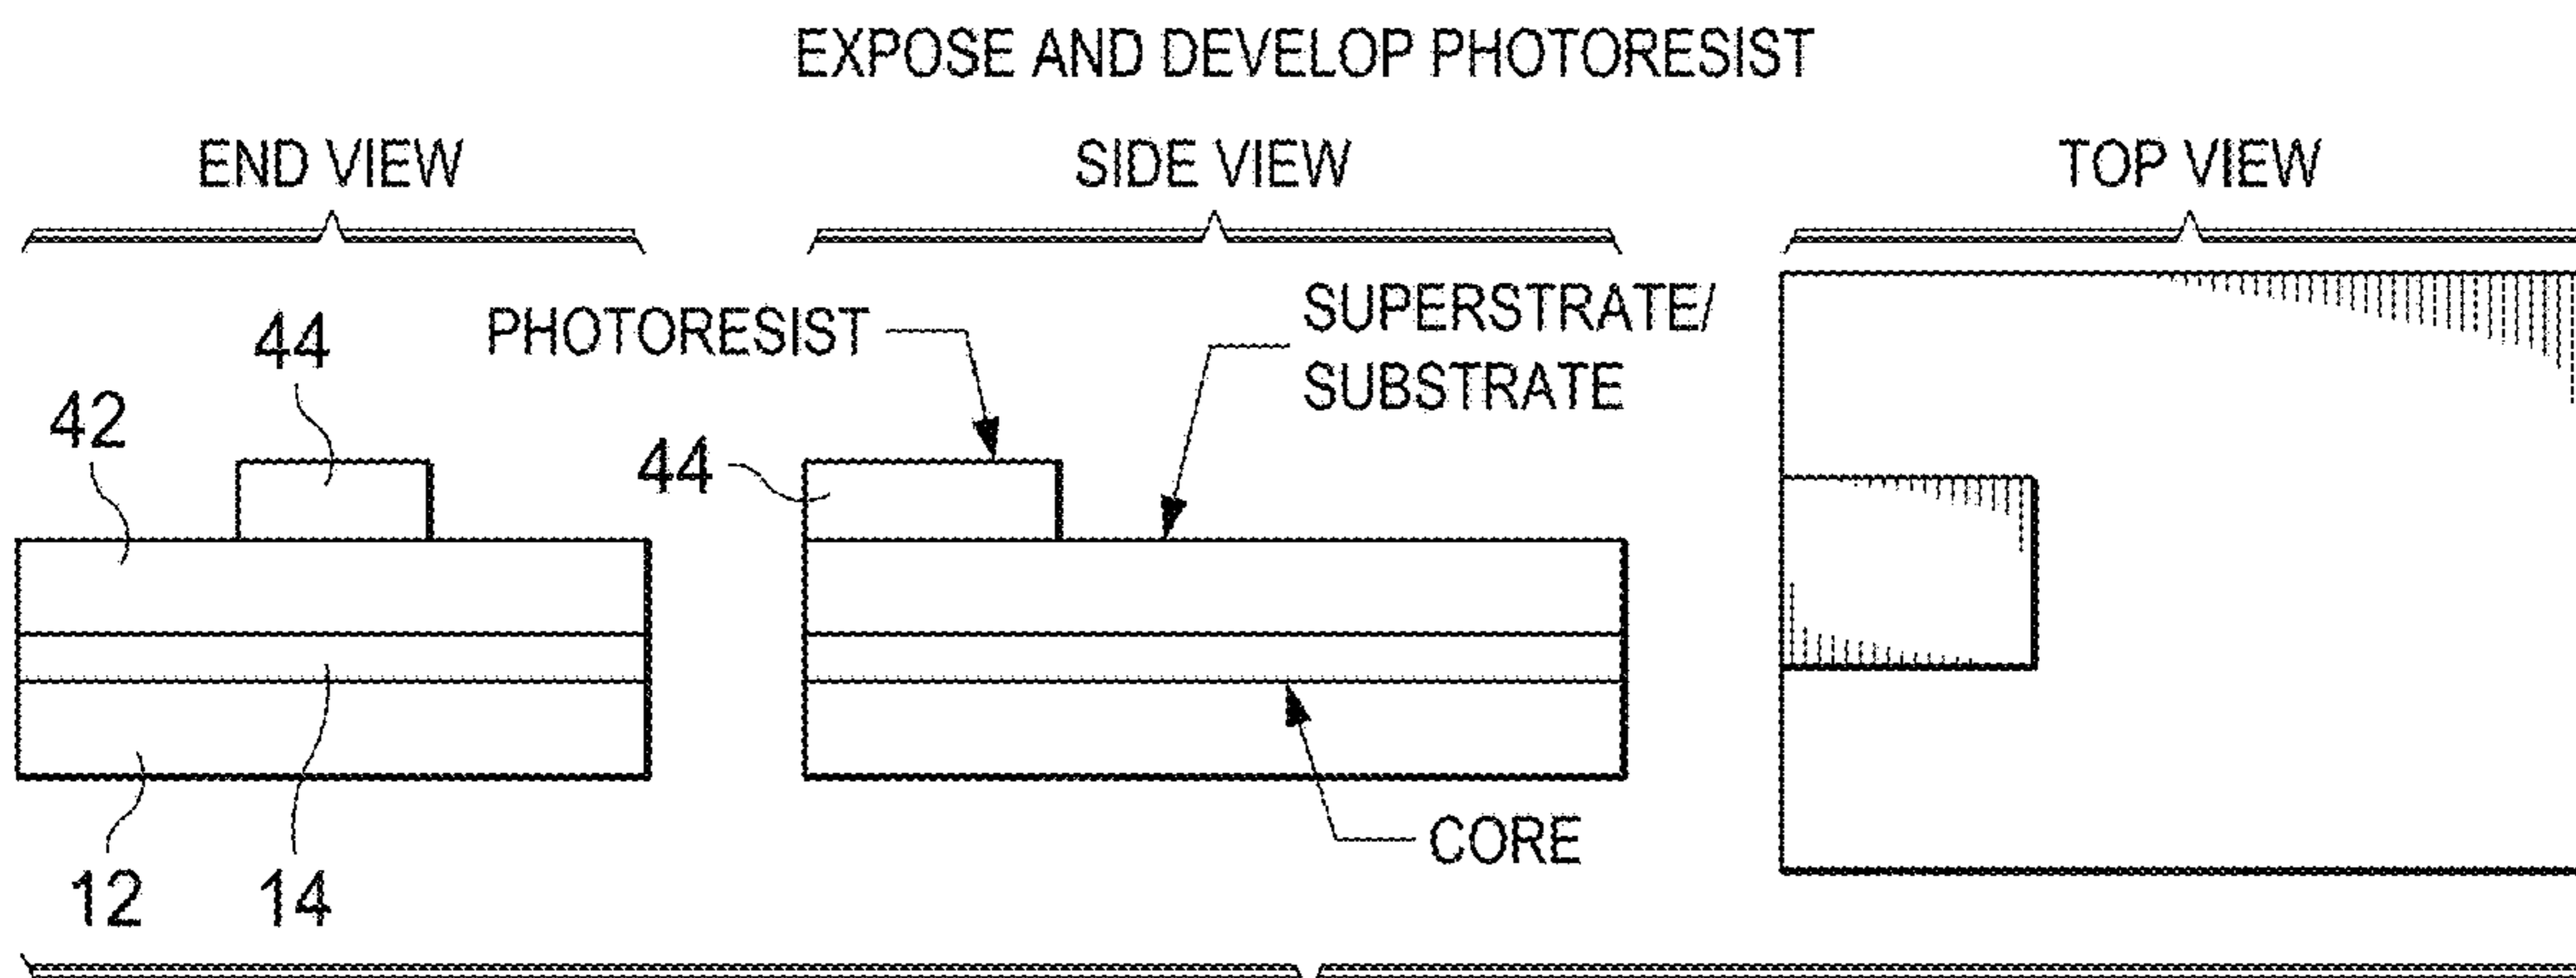 EXPOSE AND DEVELOP PHOTORESIST
END VIEW
SIDE VIEW
TOP VIEW
PHOTORESIST
SUPERSTRATE/
SUBSTRATE
44
42
44
CORE
12
14